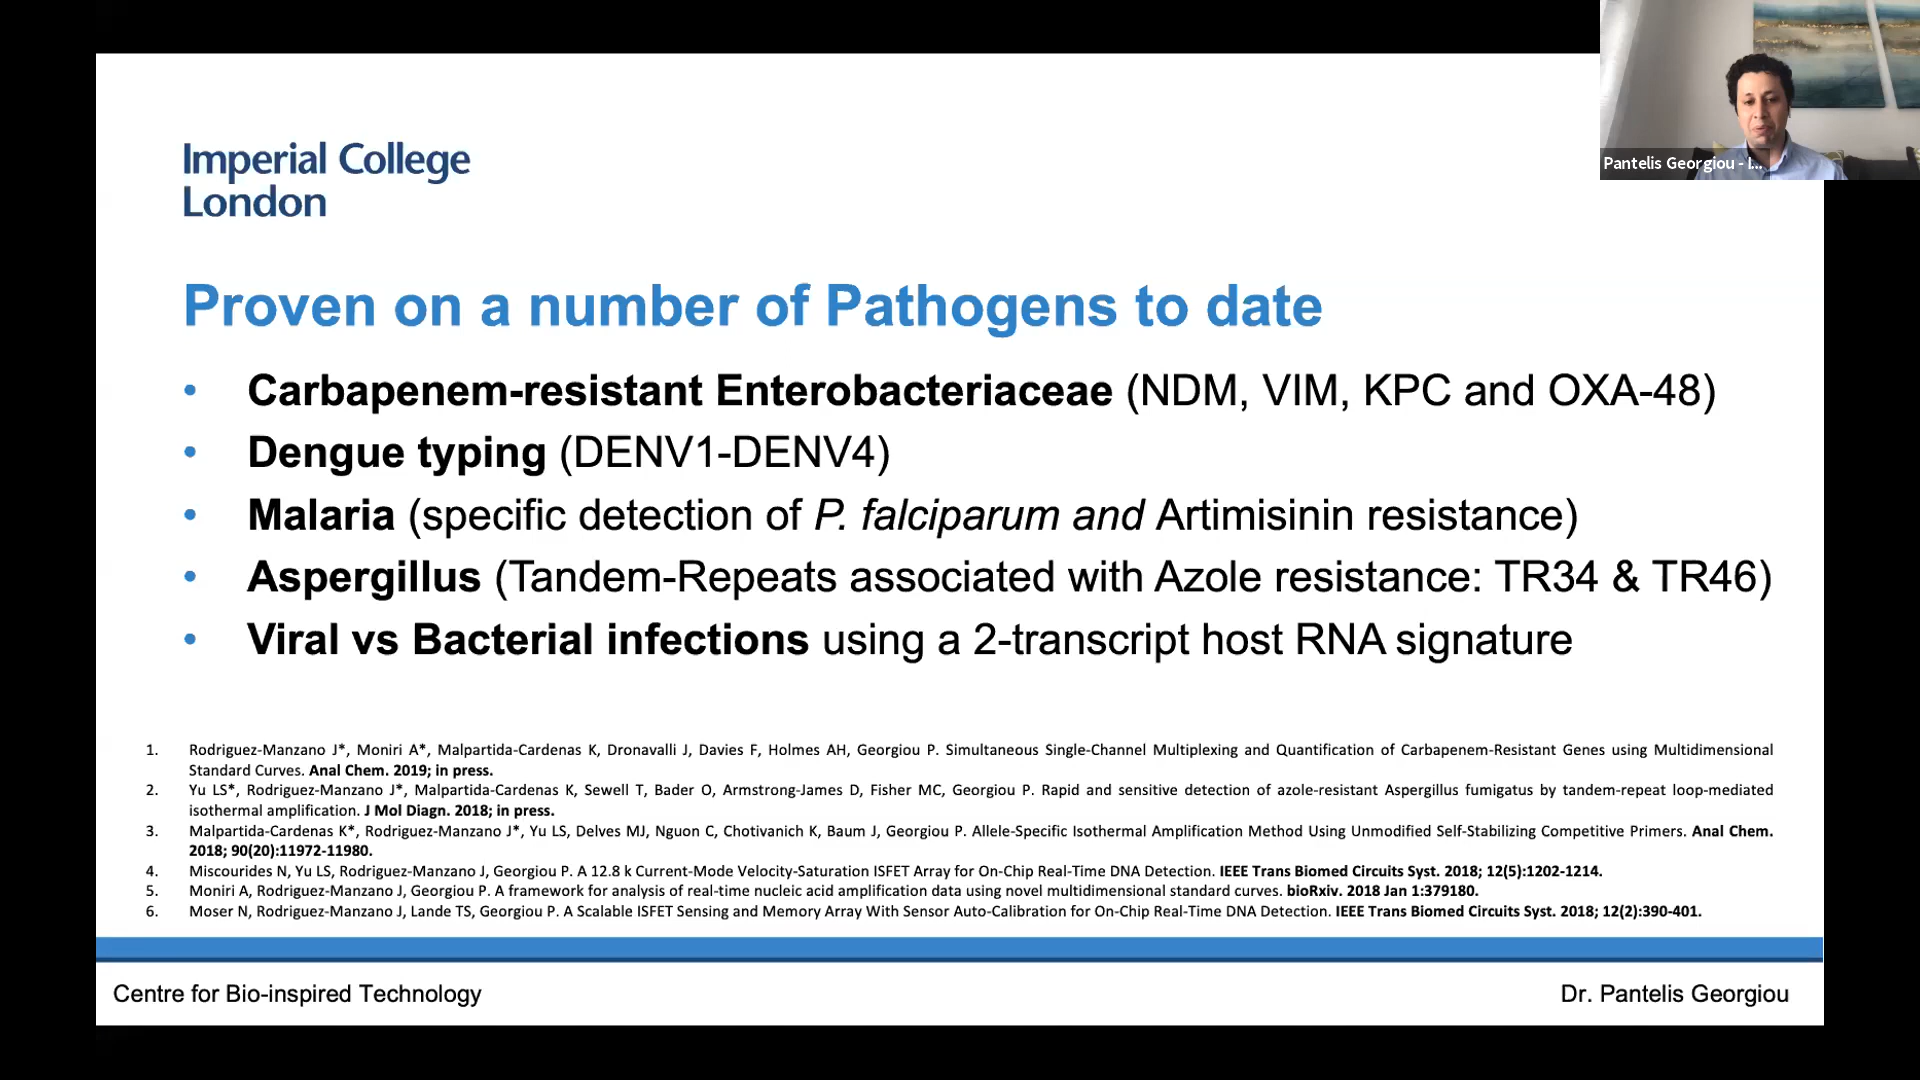 Pantelis Georgiou - I...
Imperial College
London
Proven on a number of Pathogens to date
• Carbapenem-resistant Enterobacteriaceae (NDM, VIM, KPC and OXA-48)
• Dengue typing (DENV1-DENV4)
• Malaria (specific detection of P. falciparum and Artimisinin resistance)
• Aspergillus (Tandem-Repeats associated with Azole resistance: TR34 & TR46)
• Viral vs Bacterial infections using a 2-transcript host RNA signature
1. Rodriguez-Manzano J*, Moniri A*, Malpartida-Cardenas K, Dronavalli J, Davies F, Holmes AH, Georgiou P. Simultaneous Single-Channel Multiplexing and Quantification of Carbapenem-Resistant Genes using Multidimensional
Standard Curves. Anal Chem. 2019; in press.
2. Yu LS*, Rodriguez-Manzano J*, Malpartida-Cardenas K, Sewell T, Bader O, Armstrong-James D, Fisher MC, Georgiou P. Rapid and sensitive detection of azole-resistant Aspergillus fumigatus by tandem-repeat loop-mediated
isothermal amplification. J Mol Diagn. 2018; in press.
3. Malpartida-Cardenas K*, Rodriguez-Manzano J*, Yu LS, Delves MJ, Nguon C, Chotivanich K, Baum J, Georgiou P. Allele-Specific Isothermal Amplification Method Using Unmodified Self-Stabilizing Competitive Primers. Anal Chem.
2018; 90(20):11972-11980.
4. Miscourides N, Yu LS, Rodriguez-Manzano J, Georgiou P. A 12.8 k Current-Mode Velocity-Saturation ISFET Array for On-Chip Real-Time DNA Detection. IEEE Trans Biomed Circuits Syst. 2018; 12(5):1202-1214.
5. Moniri A, Rodriguez-Manzano J, Georgiou P. A framework for analysis of real-time nucleic acid amplification data using novel multidimensional standard curves. bioRxiv. 2018 Jan 1:379180.
6. Moser N, Rodriguez-Manzano J, Lande TS, Georgiou P. A Scalable ISFET Sensing and Memory Array With Sensor Auto-Calibration for On-Chip Real-Time DNA Detection. IEEE Trans Biomed Circuits Syst. 2018; 12(2):390-401.
Centre for Bio-inspired Technology
Dr. Pantelis Georgiou